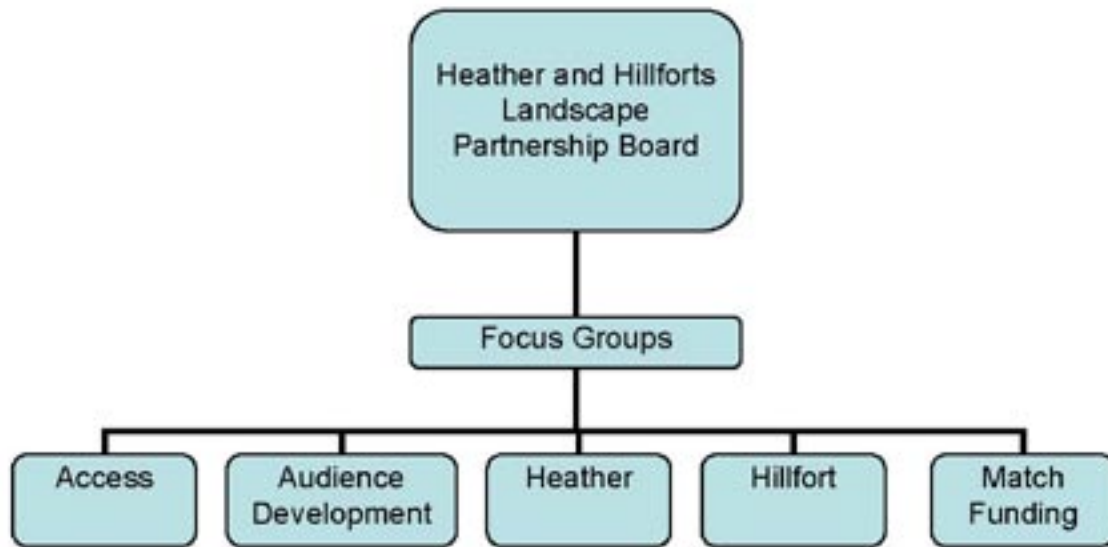 Heather and Hillforts
Landscape
Partnership Board
Focus Groups
Access
Audience
Development
Heather
Hillfort
Match
Funding